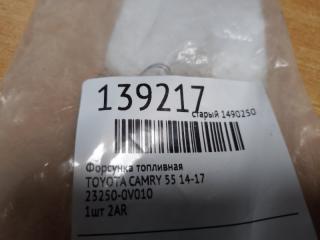 139217
старый 1490250
Форсунка топливная
TOYOTA CAMRY 55 14-17
23250-0V010
1шт 2AR